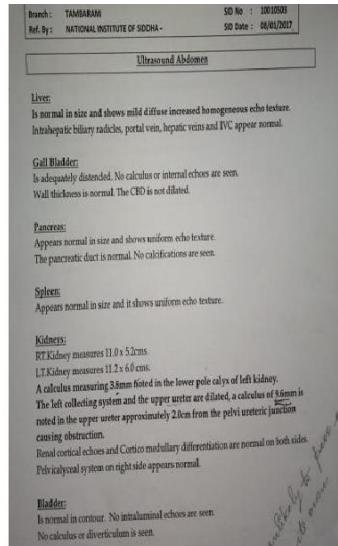 Branch : TAMBARAM SID No : 10010503
Ref. By : NATIONAL INSTITUTE OF SIDDHA - SID Date : 08/01/2017
Ultrasound Abdomen
Liver:
Is normal in size and shows mild diffuse increased homogeneous echo texture.
Intrahepatic biliary radicles, portal vein, hepatic veins and IVC appear normal.
Gall Bladder:
Is adequately distended. No calculus or internal echoes are seen.
Wall thickness is normal. The CBD is not dilated.
Pancreas:
Appears normal in size and shows uniform echo texture.
The pancreatic duct is normal. No calcifications are seen.
Spleen:
Appears normal in size and it shows uniform echo texture.
Kidneys:
RT.Kidney measures 11.0 x 5.2cms.
LT.Kidney measures 11.2 x 6.0 cms.
A calculus measuring 3.8mm noted in the lower pole calyx of left kidney.
The left collecting system and the upper ureter are dilated, a calculus of 9.6mm is
noted in the upper ureter approximately 2.0cm from the pelvi ureteric junction
causing obstruction.
Renal cortical echoes and Cortico medullary differentiation are normal on both sides.
Pelvicalyceal system on right side appears normal.
Bladder:
Is normal in contour. No intraluminal echoes are seen.
No calculus or diverticulum is seen.